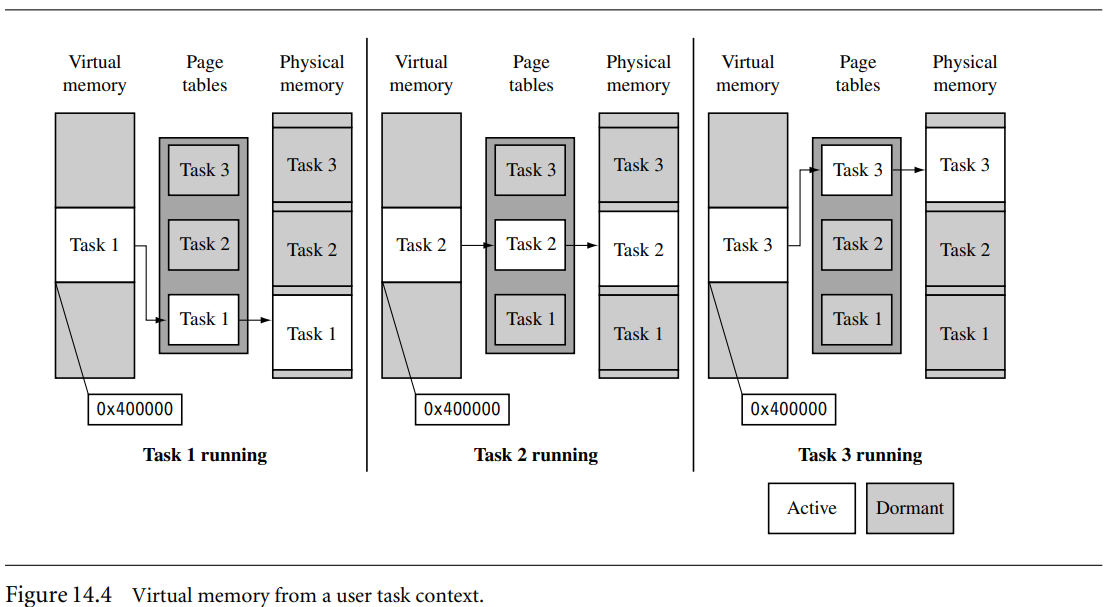 Virtual memory
Page tables
Physical memory
Task 3
Task 3
Task 1
Task 2
Task 2
Task 1
Task 1
0x400000
Task 1 running
Virtual memory
Page tables
Physical memory
Task 3
Task 3
Task 2
Task 2
Task 2
Task 1
Task 1
0x400000
Task 2 running
Virtual memory
Page tables
Physical memory
Task 3
Task 3
Task 3
Task 2
Task 2
Task 1
Task 1
0x400000
Task 3 running
Active
Dormant
Figure 14.4 Virtual memory from a user task context.